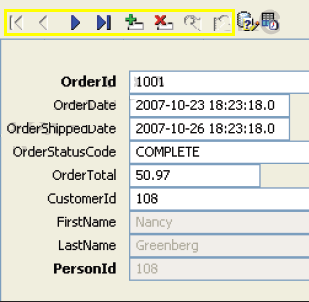 OrderId 1001
OrderDate 2007-10-23 18:23:18.0
OrderShippedDate 2007-10-26 18:23:18.0
OrderStatusCode COMPLETE
OrderTotal 50.97
CustomerId 108
FirstName Nancy
LastName Greenberg
PersonId 108